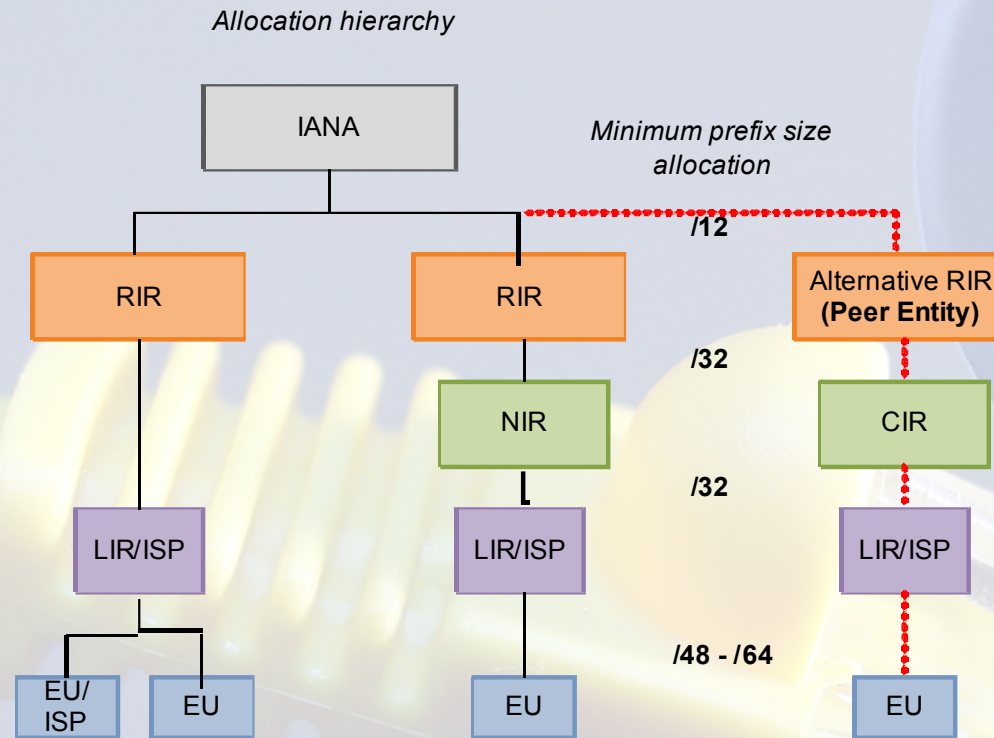 Allocation hierarchy
IANA
Minimum prefix size
allocation
/12
RIR
RIR
Alternative RIR
(Peer Entity)
/32
NIR
CIR
/32
LIR/ISP
LIR/ISP
LIR/ISP
/48 - /64
EU/
ISP
EU
EU
EU